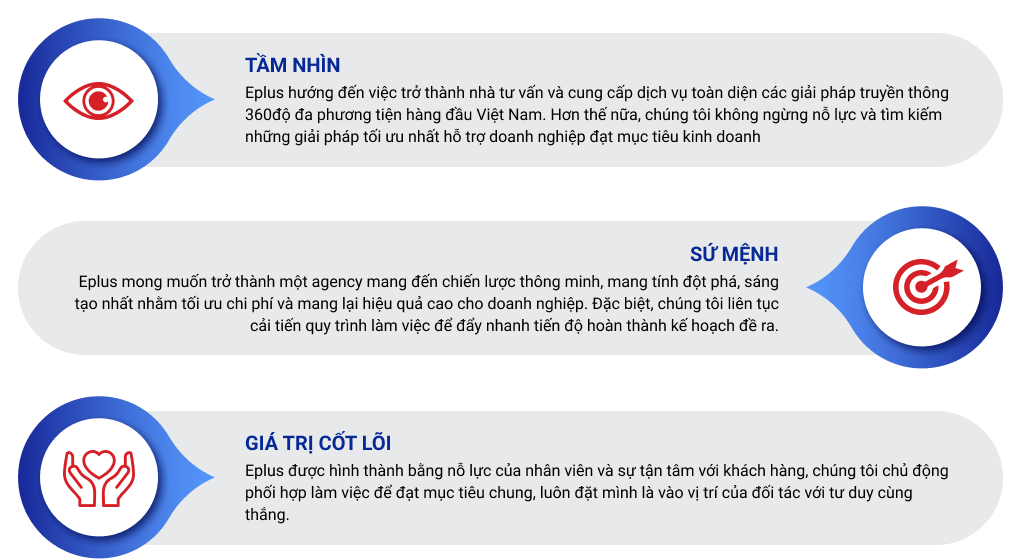 TẦM NHÌN
Eplus hướng đến việc trở thành nhà tư vấn và cung cấp dịch vụ toàn diện các giải pháp truyền thông
360độ đa phương tiện hàng đầu Việt Nam. Hơn thế nữa, chúng tôi không ngừng nỗ lực và tìm kiếm
những giải pháp tối ưu nhất hỗ trợ doanh nghiệp đạt mục tiêu kinh doanh
SỨ MỆNH
Eplus mong muốn trở thành một agency mang đến chiến lược thông minh, mang tính đột phá, sáng
tạo nhất nhằm tối ưu chi phí và mang lại hiệu quả cao cho doanh nghiệp. Đặc biệt, chúng tôi liên tục
cải tiến quy trình làm việc để đẩy nhanh tiến độ hoàn thành kế hoạch đề ra.
GIÁ TRỊ CỐT LÕI
Eplus được hình thành bằng nỗ lực của nhân viên và sự tận tâm với khách hàng, chúng tôi chủ động
phối hợp làm việc để đạt mục tiêu chung, luôn đặt mình là vào vị trí của đối tác với tư duy cùng
thắng.